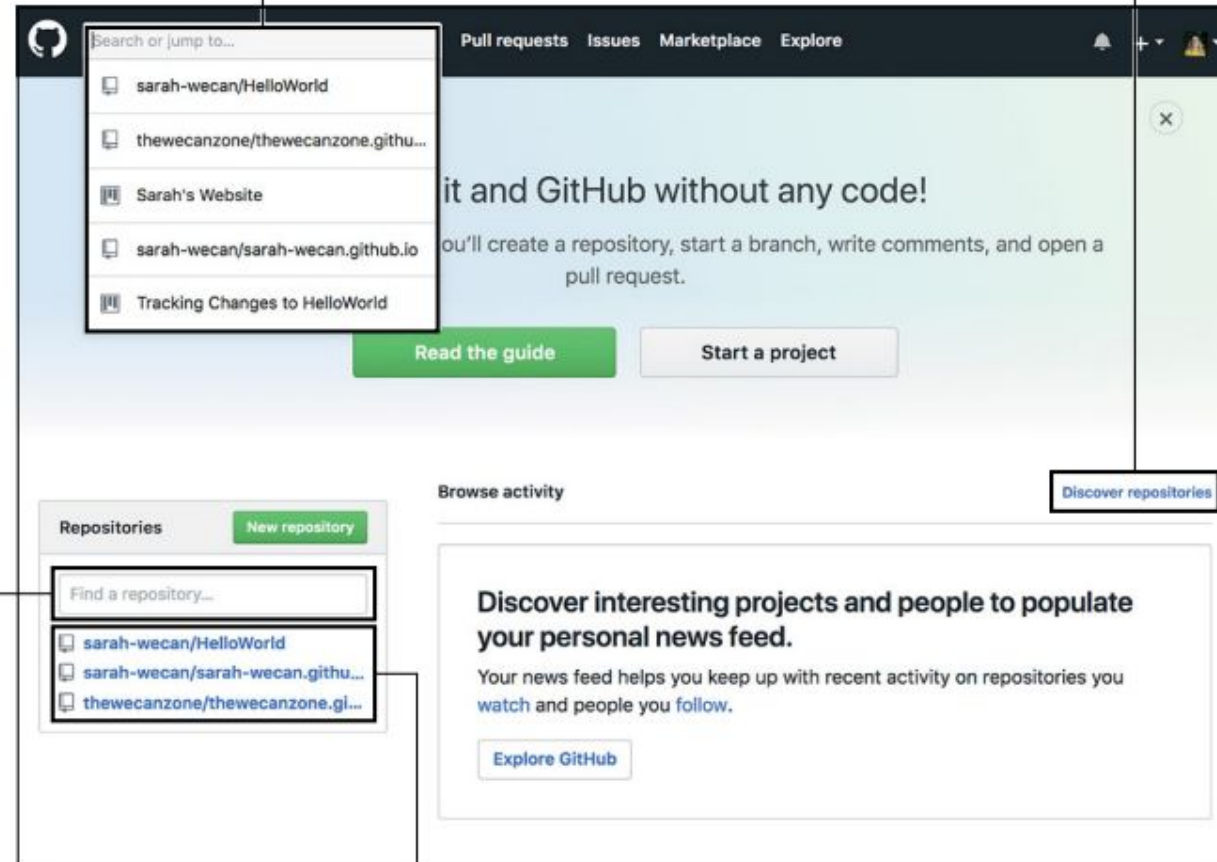 Search or jump to...
Pull requests Issues Marketplace Explore
sarah-wecan/HelloWorld
thewecanzone/thewecanzone.githu...
Sarah's Website
sarah-wecan/sarah-wecan.github.io
Tracking Changes to HelloWorld
it and GitHub without any code!
ou'll create a repository, start a branch, write comments, and open a
pull request.
Read the guide
Start a project
Repositories
New repository
Find a repository...
sarah-wecan/HelloWorld
sarah-wecan/sarah-wecan.githu...
thewecanzone/thewecanzone.gi...
Browse activity
Discover repositories
Discover interesting projects and people to populate
your personal news feed.
Your news feed helps you keep up with recent activity on repositories you
watch and people you follow.
Explore GitHub